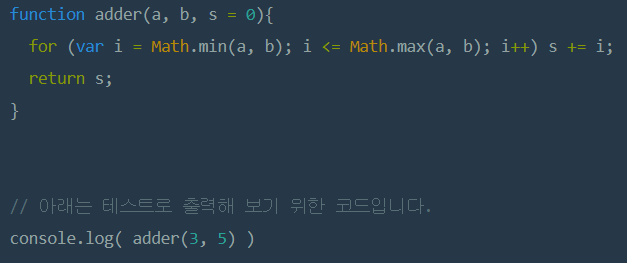 function adder(a, b, s = 0){
for (var i = Math.min(a, b); i <= Math.max(a, b); i++) s += i;
return s;
}
// 아래는 테스트로 출력해 보기 위한 코드입니다.
console.log( adder(3, 5) )